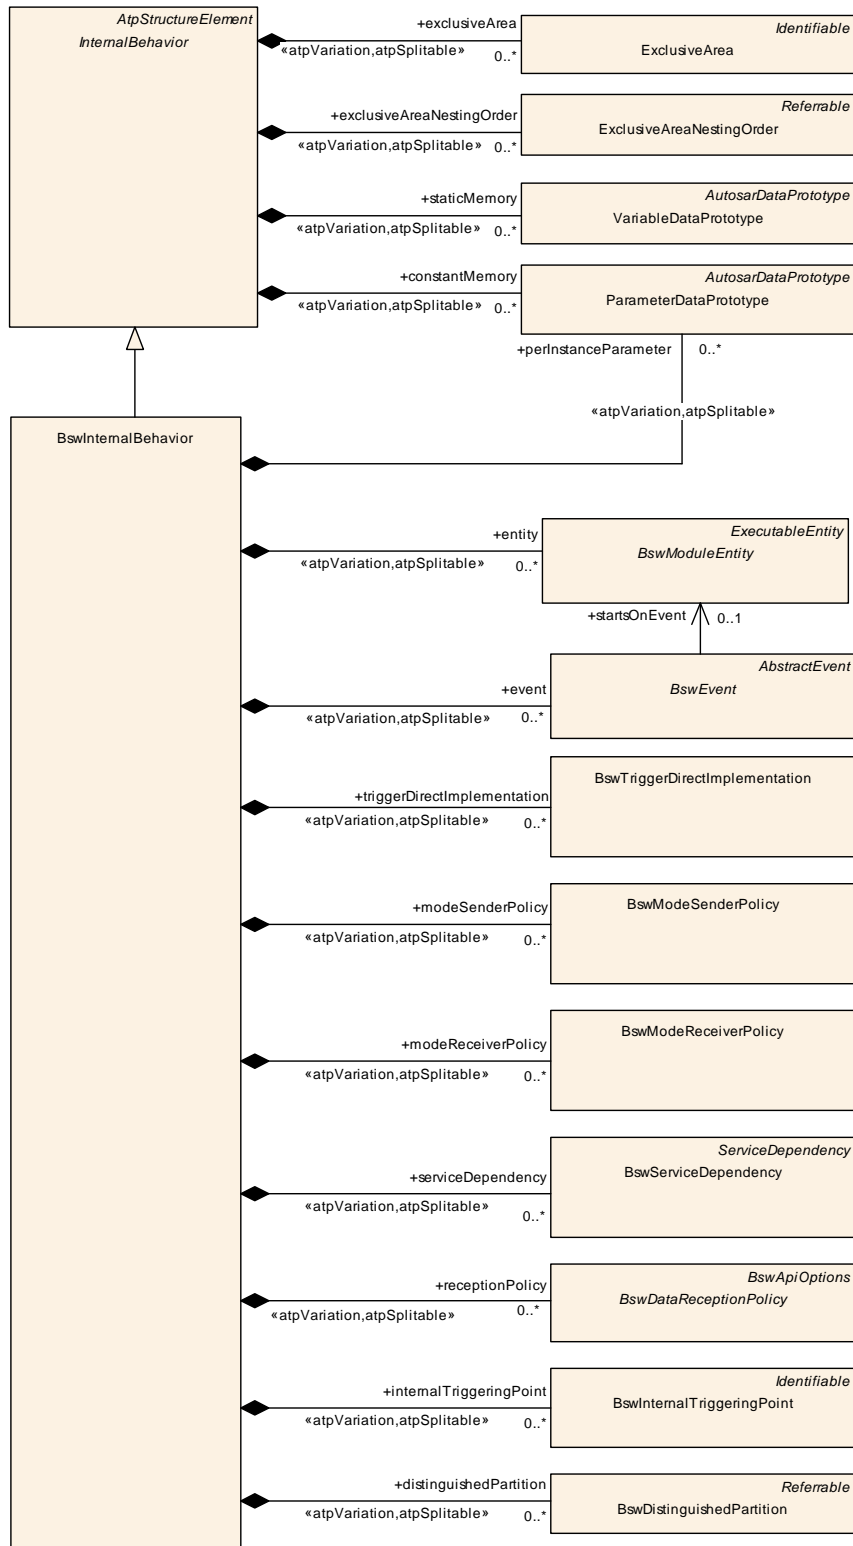 AtpStructureElement
InternalBehavior
+exclusiveArea
«atpVariation,atpSplitable»
0..*
Identifiable
ExclusiveArea
+exclusiveAreaNestingOrder
«atpVariation,atpSplitable»
0..*
Referrable
ExclusiveAreaNestingOrder
+staticMemory
«atpVariation,atpSplitable»
0..*
AutosarDataPrototype
VariableDataPrototype
+constantMemory
«atpVariation,atpSplitable»
0..*
AutosarDataPrototype
ParameterDataPrototype
+perInstanceParameter
0..*
«atpVariation,atpSplitable»
BswInternalBehavior
+entity
«atpVariation,atpSplitable»
0..*
ExecutableEntity
BswModuleEntity
+startsOnEvent
0..1
+event
«atpVariation,atpSplitable»
0..*
AbstractEvent
BswEvent
+triggerDirectImplementation
«atpVariation,atpSplitable»
0..*
BswTriggerDirectImplementation
+modeSenderPolicy
«atpVariation,atpSplitable»
0..*
BswModeSenderPolicy
+modeReceiverPolicy
«atpVariation,atpSplitable»
0..*
BswModeReceiverPolicy
+serviceDependency
«atpVariation,atpSplitable»
0..*
ServiceDependency
BswServiceDependency
+receptionPolicy
«atpVariation,atpSplitable»
0..*
BswApiOptions
BswDataReceptionPolicy
+internalTriggeringPoint
«atpVariation,atpSplitable»
0..*
Identifiable
BswInternalTriggeringPoint
+distinguishedPartition
«atpVariation,atpSplitable»
0..*
Referrable
BswDistinguishedPartition